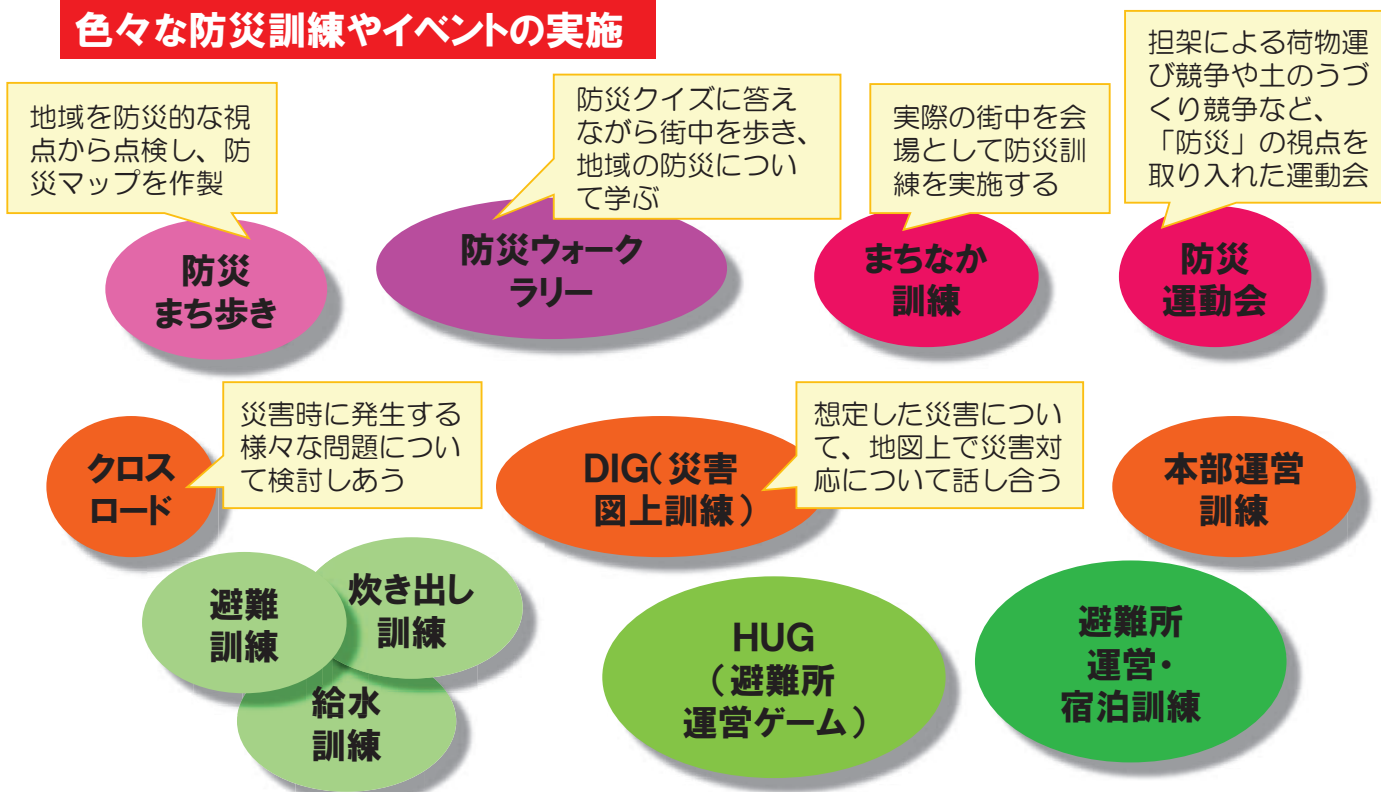 色々な防災訓練やイベントの実施
地域を防災的な視
点から点検し、防
災マップを作製
防災
まち歩き
防災クイズに答え
ながら街中を歩き、
地域の防災につい
て学ぶ
防災ウォーク
ラリー
実際の街中を会
場として防災訓
練を実施する
まちなか
訓練
担架による荷物運
び競争や土のうづ
くり競争など、
「防災」の視点を
取り入れた運動会
防災
運動会
クロス
ロード
災害時に発生する
様々な問題につい
て検討しあう
DIG(災害
図上訓練)
想定した災害につい
て、地図上で災害対
応について話し合う
本部運営
訓練
避難
訓練
炊き出し
訓練
給水
訓練
HUG
(避難所
運営ゲーム)
避難所
運営・
宿泊訓練